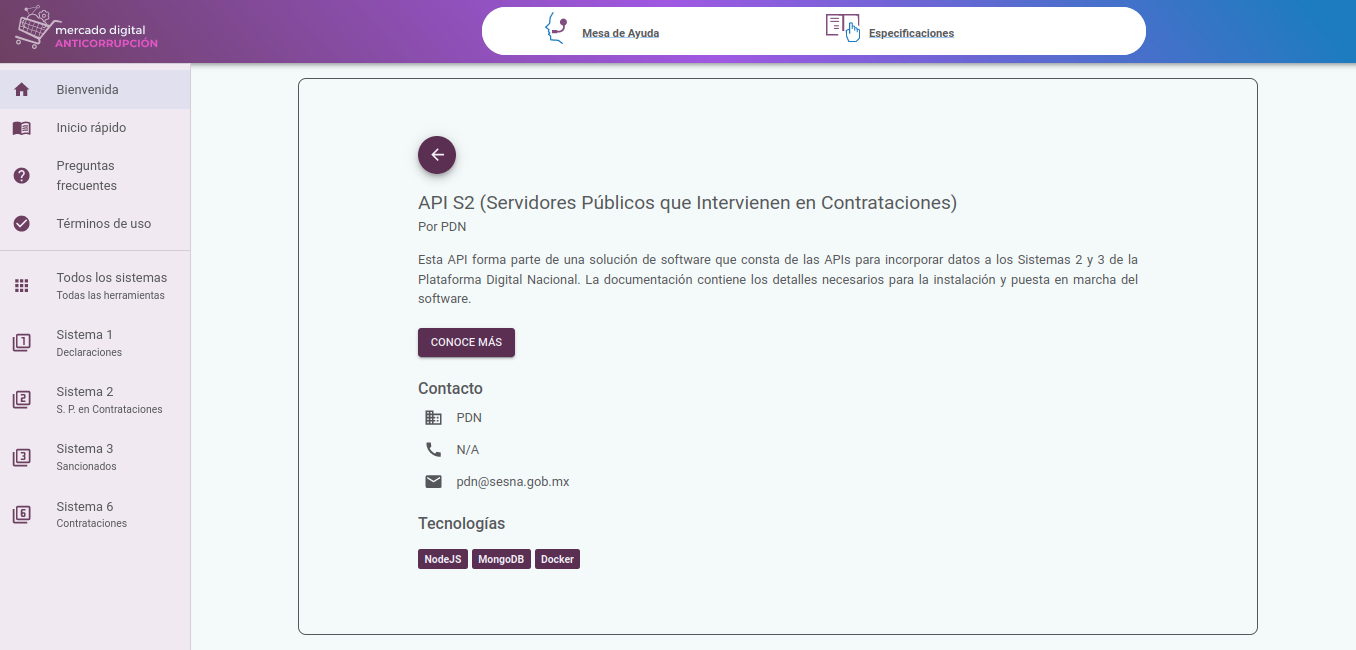 mercado digital
ANTICORRUPCIÓN
Mesa de Ayuda
Especificaciones
Bienvenida
Inicio rápido
Preguntas
frecuentes
Términos de uso
Todos los sistemas
Todas las herramientas
1
Sistema 1
Declaraciones
2
Sistema 2
S. P. en Contrataciones
3
Sistema 3
Sancionados
6
Sistema 6
Contrataciones
API S2 (Servidores Públicos que Intervienen en Contrataciones)
Por PDN
Esta API forma parte de una solución de software que consta de las APIs para incorporar datos a los Sistemas 2 y 3 de la
Plataforma Digital Nacional. La documentación contiene los detalles necesarios para la instalación y puesta en marcha del
software.
CONOCE MÁS
Contacto
PDN
N/A
pdn@sesna.gob.mx
Tecnologías
NodeJS MongoDB Docker